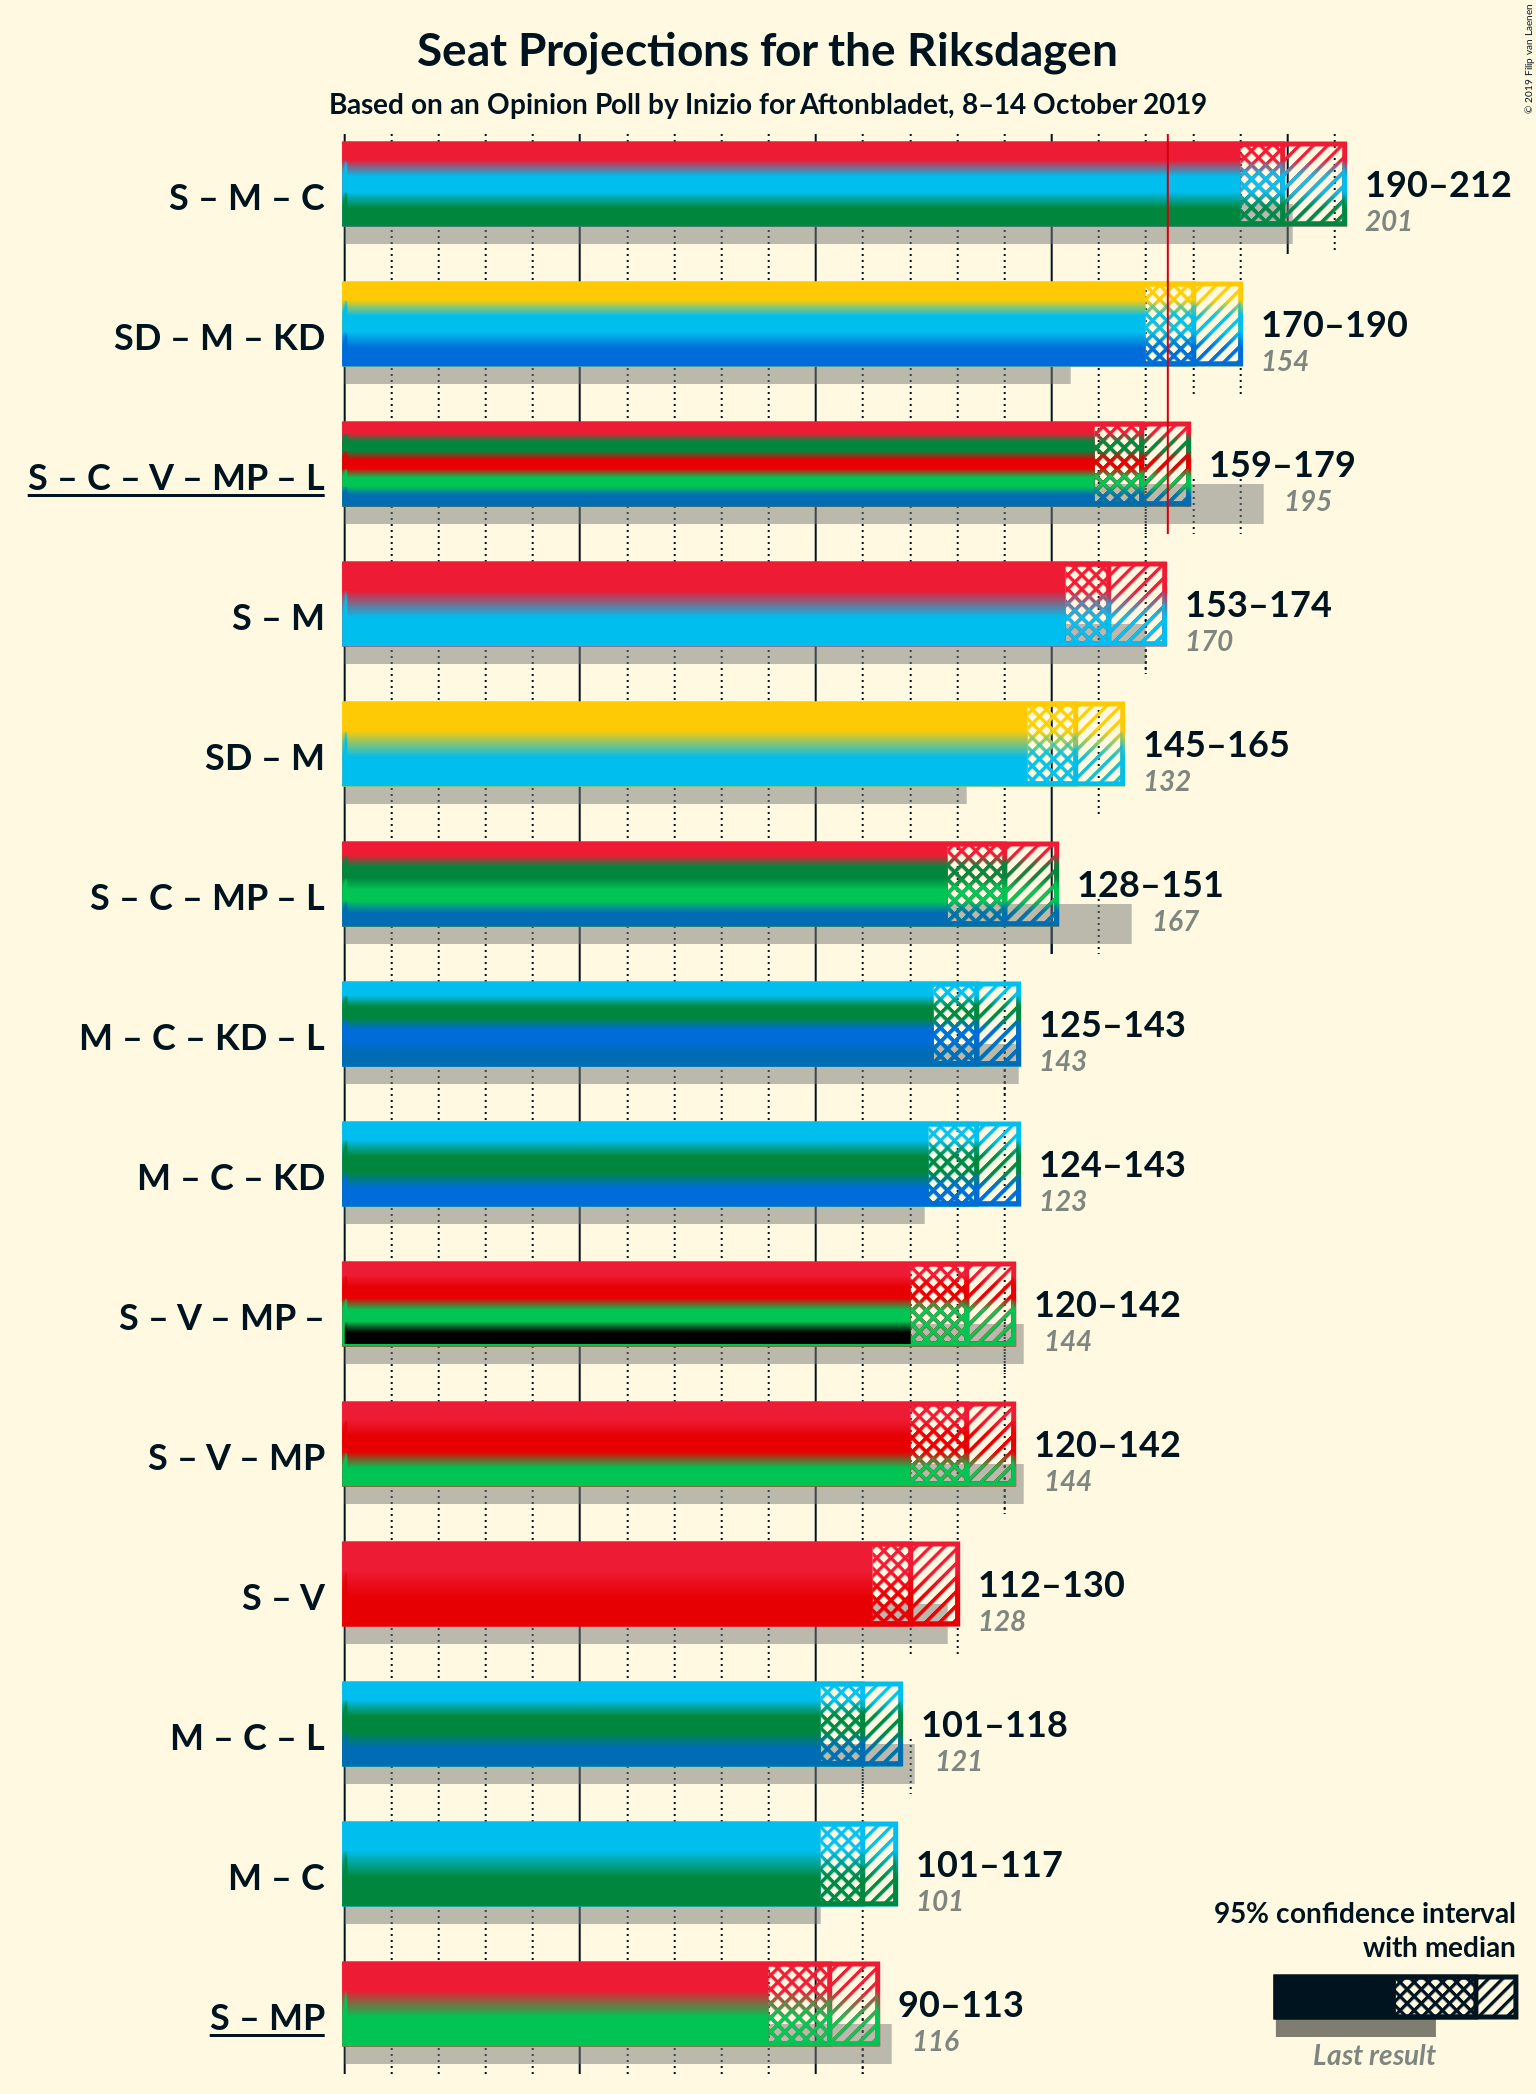 Seat Projections for the Riksdagen
Based on an Opinion Poll by Inizio for Aftonbladet, 8–14 October 2019
© 2019 Filip van Laenen
S – M – C
190–212
201
SD – M – KD
170–190
154
S – C – V – MP – L
159–179
195
S – M
153–174
170
SD – M
145–165
132
S – C – MP – L
128–151
167
M – C – KD – L
125–143
143
M – C – KD
124–143
123
S – V – MP –
120–142
144
S – V – MP
120–142
144
S – V
112–130
128
M – C – L
101–118
121
M – C
101–117
101
S – MP
90–113
116
95% confidence interval
with median
Last result